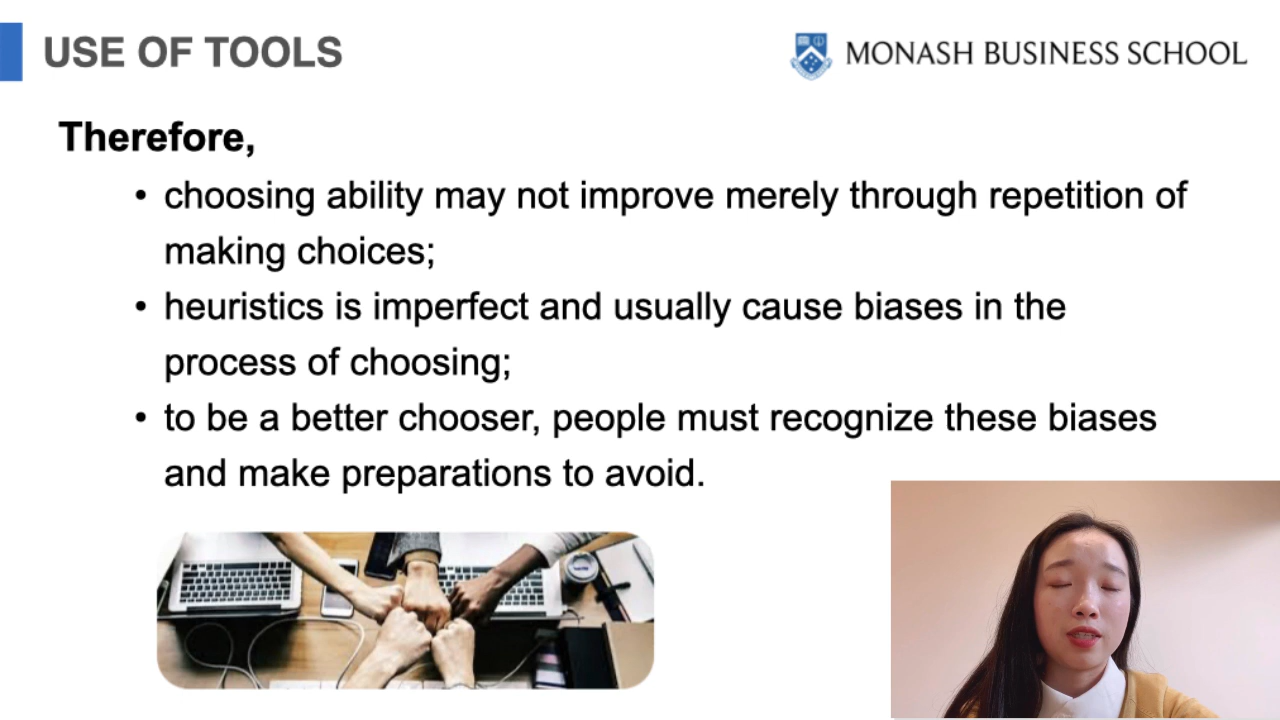 USE OF TOOLS
MONASH BUSINESS SCHOOL
Therefore,
• choosing ability may not improve merely through repetition of
making choices;
• heuristics is imperfect and usually cause biases in the
process of choosing;
• to be a better chooser, people must recognize these biases
and make preparations to avoid.